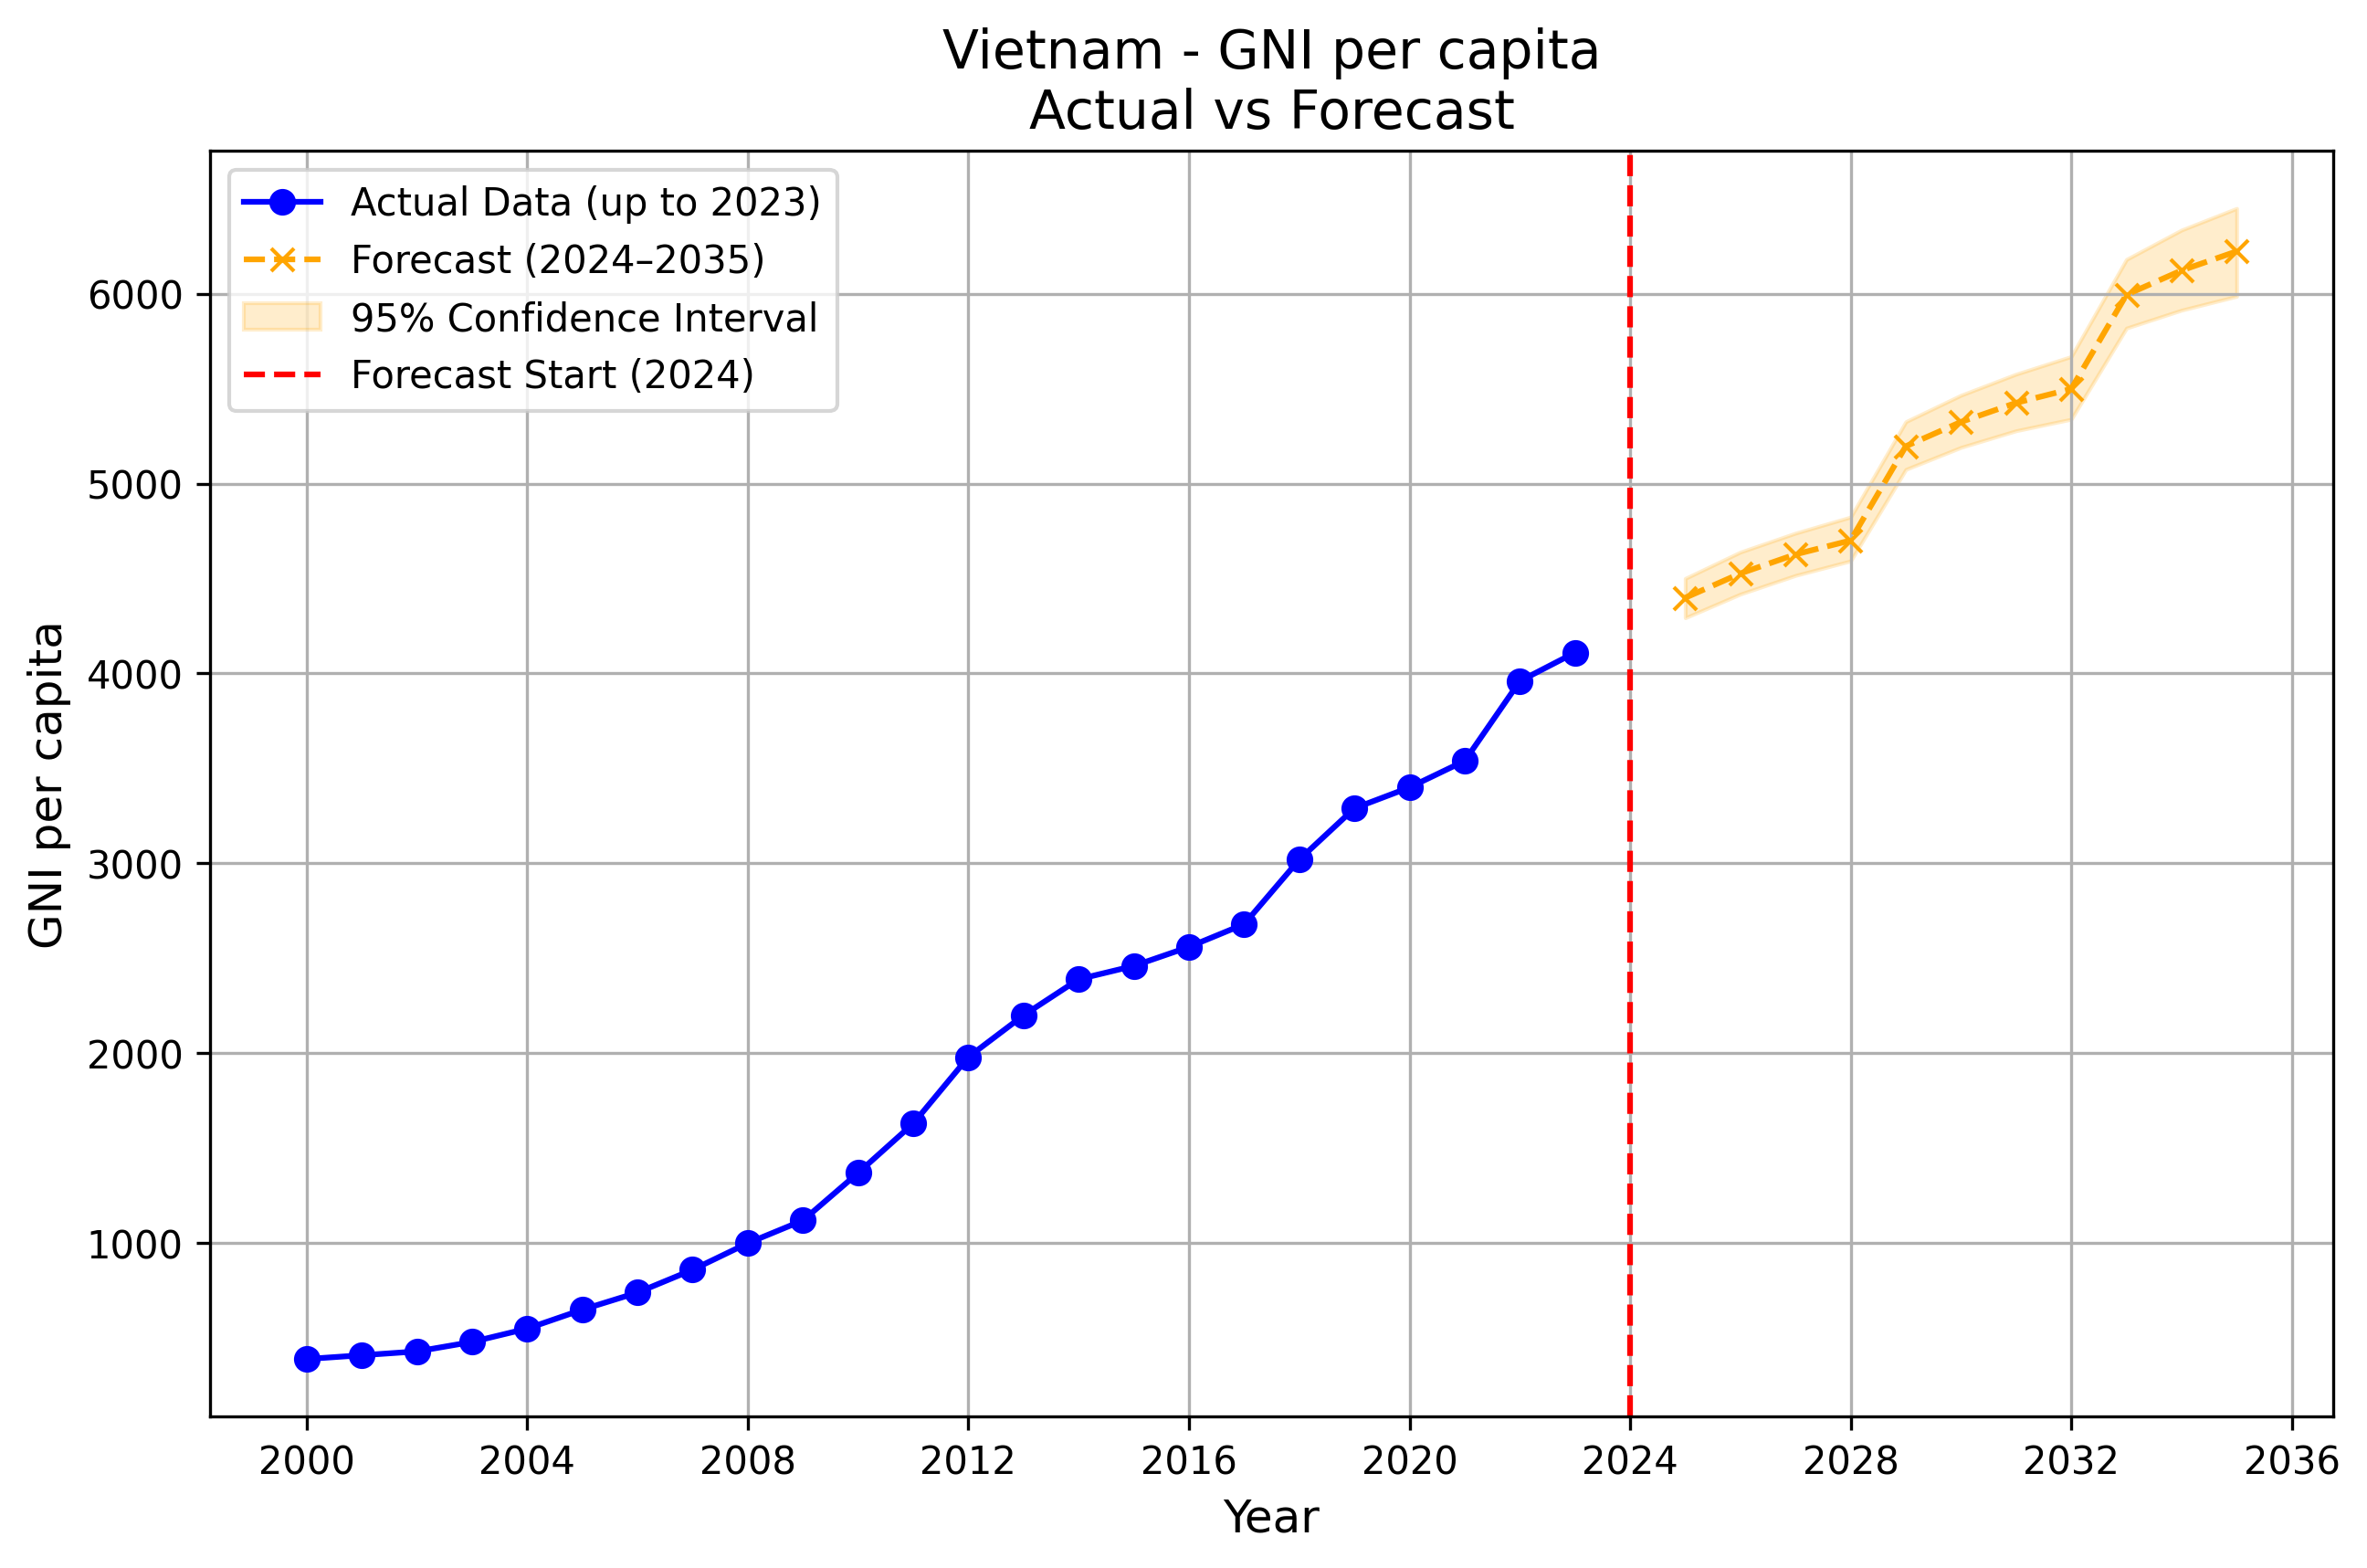 Vietnam - GNI per capita
Actual vs Forecast
Actual Data (up to 2023)
Forecast (2024–2035)
95% Confidence Interval
Forecast Start (2024)
GNI per capita
6000
5000
4000
3000
2000
1000
2000 2004 2008 2012 2016 2020 2024 2028 2032 2036
Year